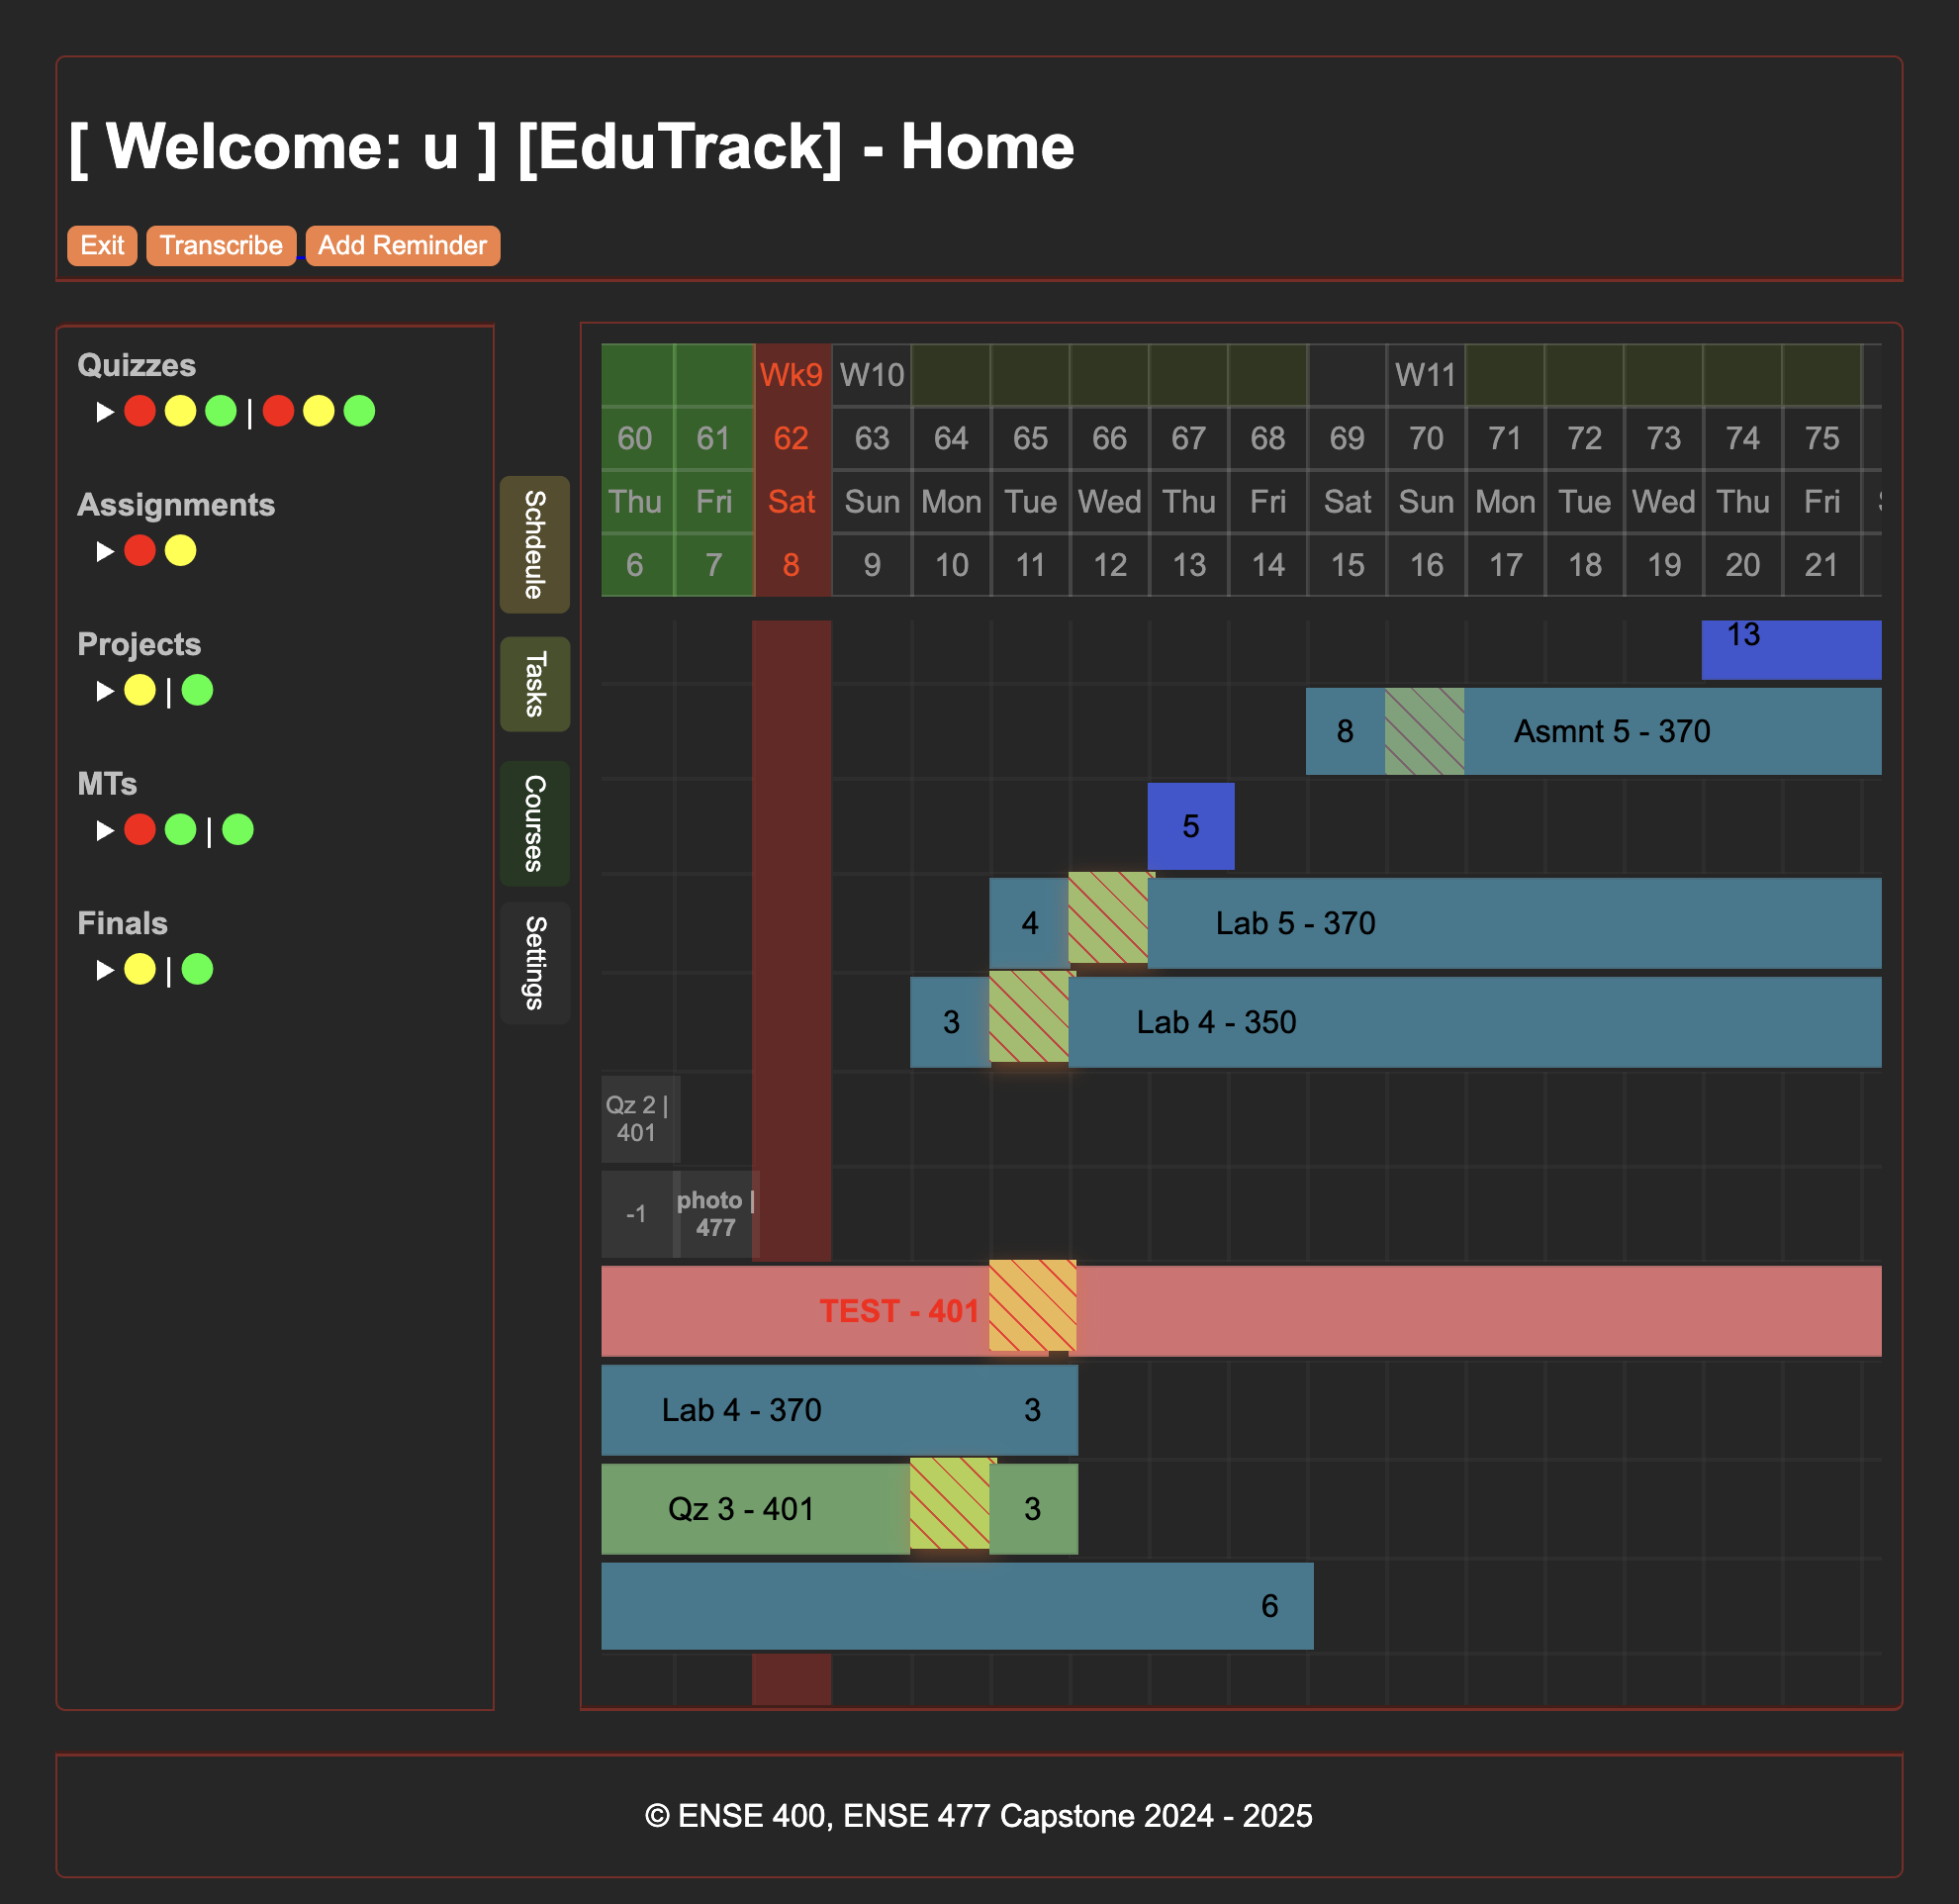 [ Welcome: u ] [EduTrack] - Home
Exit Transcribe Add Reminder
Quizzes
|
Assignments
Projects
|
MTs
|
Finals
|
Schdeule
Tasks
Courses
Settings
Wk9 W10 W11
60 61 62 63 64 65 66 67 68 69 70 71 72 73 74 75
Thu Fri Sat Sun Mon Tue Wed Thu Fri Sat Sun Mon Tue Wed Thu Fri
6 7 8 9 10 11 12 13 14 15 16 17 18 19 20 21
13
8 Asmnt 5 - 370
5
4 Lab 5 - 370
3 Lab 4 - 350
Qz 2 |
401
-1 photo |
477
TEST - 401
Lab 4 - 370 3
Qz 3 - 401 3
6
© ENSE 400, ENSE 477 Capstone 2024 - 2025